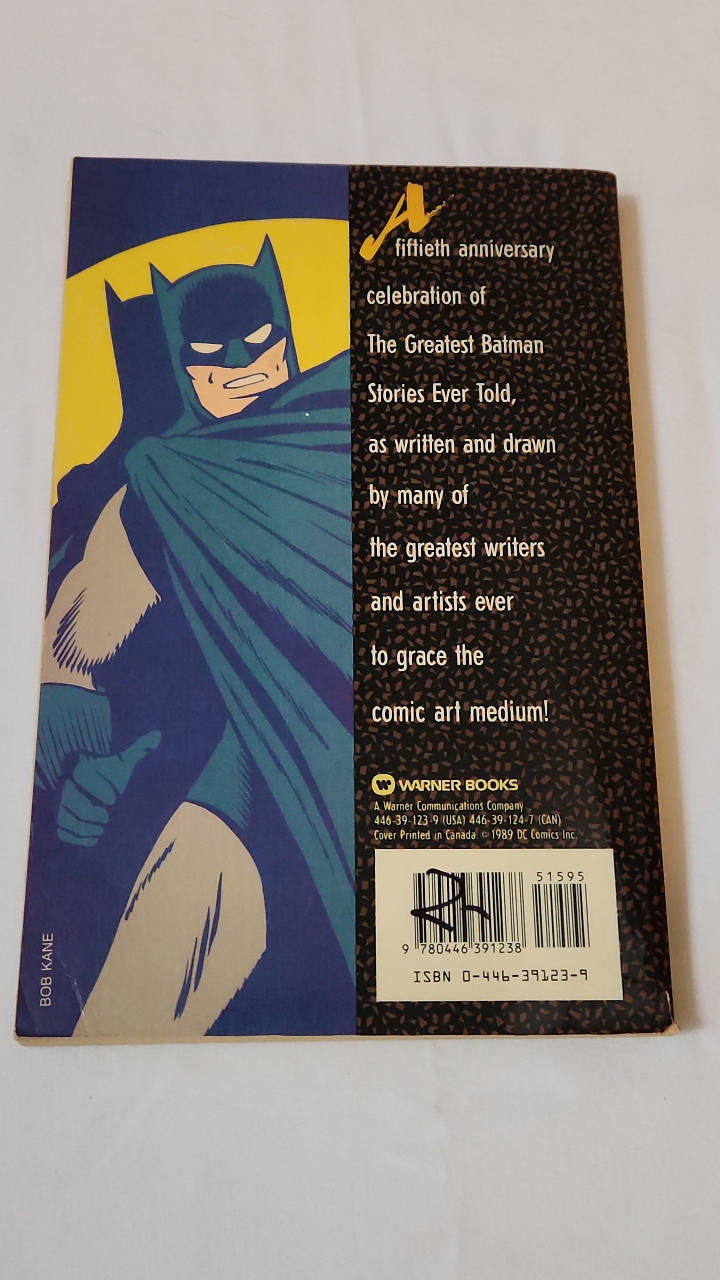 A
fiftieth anniversary
celebration of
The Greatest Batman
Stories Ever Told,
as written and drawn
by many of
the greatest writers
and artists ever
to grace the
comic art medium!
WARNER BOOKS
A Warner Communications Company
446-39-123-9 (USA) 446-39-124-7 (CAN)
Cover Printed in Canada. © 1989 DC Comics Inc.
51595
9 780446 391238
ISBN 0-446-39123-9
BOB KANE